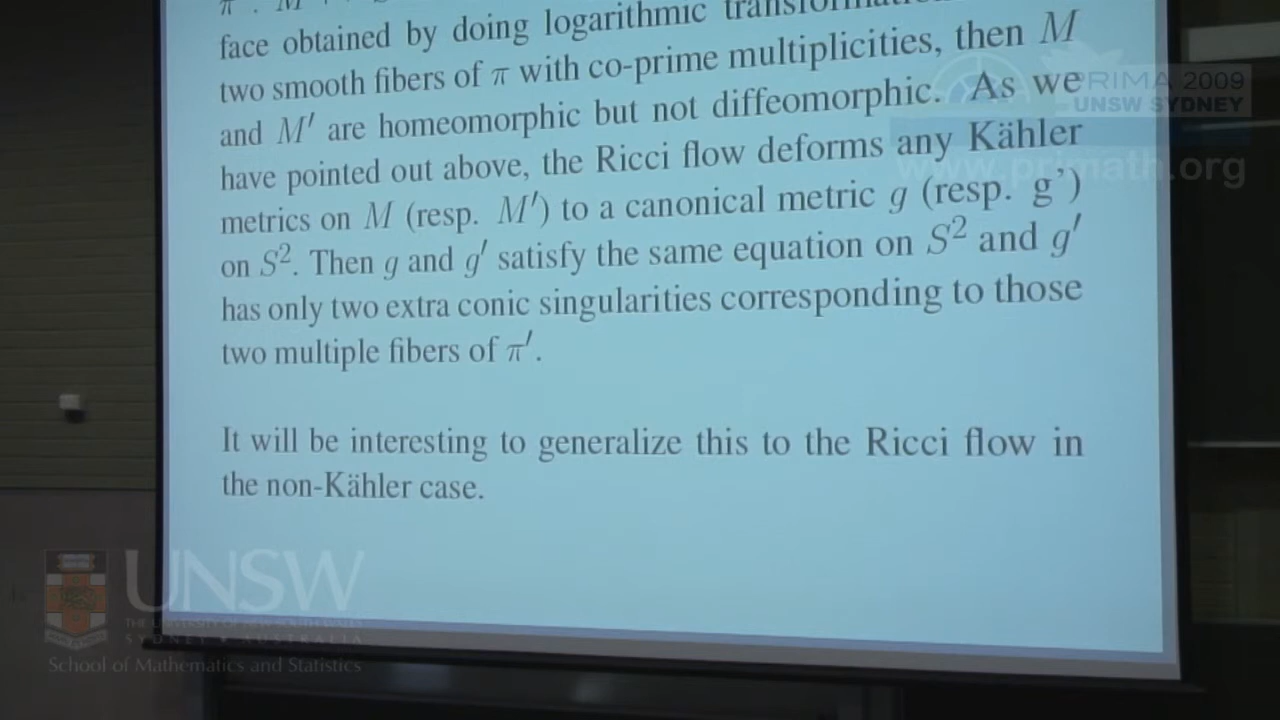 face obtained by doing logarithmic
two smooth fibers of π with co-prime multiplicities, then M
and M′ are homeomorphic but not diffeomorphic. As we
have pointed out above, the Ricci flow deforms any Kähler
metrics on M (resp. M′) to a canonical metric g (resp. g’)
on S². Then g and g′ satisfy the same equation on S² and g′
has only two extra conic singularities corresponding to those
two multiple fibers of π′.
It will be interesting to generalize this to the Ricci flow in
the non-Kähler case.
PRIMA 2009
UNSW SYDNEY
www.primath.org
UNSW
SYDNEY • AUSTRALIA
School of Mathematics and Statistics